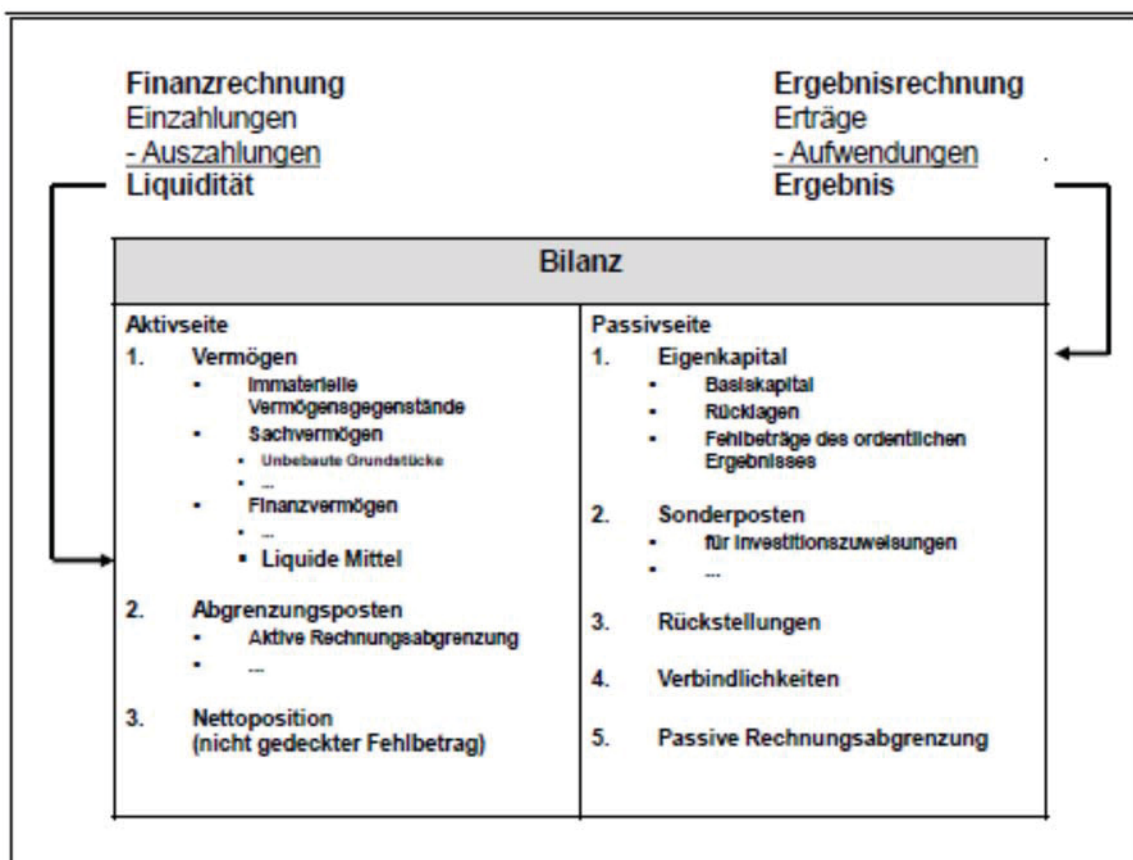 Finanzrechnung
Einzahlungen
- Auszahlungen
Liquidität
Ergebnisrechnung
Erträge
- Aufwendungen
Ergebnis
Bilanz
Aktivseite
1. Vermögen
▪ Immaterielle
Vermögensgegenstände
▪ Sachvermögen
▪ Unbebaute Grundstücke
▪ ...
▪ Finanzvermögen
▪ ...
▪ Liquide Mittel
2. Abgrenzungsposten
▪ Aktive Rechnungsabgrenzung
▪ ...
3. Nettoposition
(nicht gedeckter Fehlbetrag)
Passivseite
1. Eigenkapital
▪ Basiskapital
▪ Rücklagen
▪ Fehlbeträge des ordentlichen
Ergebnisses
2. Sonderposten
▪ für Investitionszuweisungen
▪ ...
3. Rückstellungen
4. Verbindlichkeiten
5. Passive Rechnungsabgrenzung